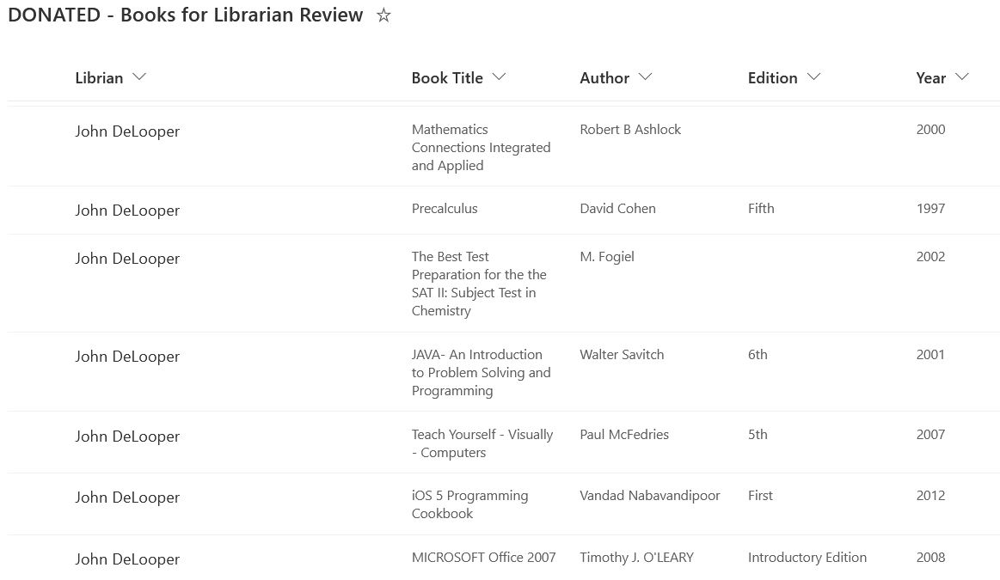 DONATED - Books for Librarian Review
Librian Book Title Author Edition Year
John DeLooper Mathematics Robert B Ashlock 2000
Connections Integrated
and Applied
John DeLooper Precalculus David Cohen Fifth 1997
John DeLooper The Best Test M. Fogiel 2002
Preparation for the the
SAT II: Subject Test in
Chemistry
John DeLooper JAVA- An Introduction Walter Savitch 6th 2001
to Problem Solving and
Programming
John DeLooper Teach Yourself - Visually Paul McFedries 5th 2007
- Computers
John DeLooper iOS 5 Programming Vandad Nabavandipoor First 2012
Cookbook
John DeLooper MICROSOFT Office 2007 Timothy J. O'LEARY Introductory Edition 2008